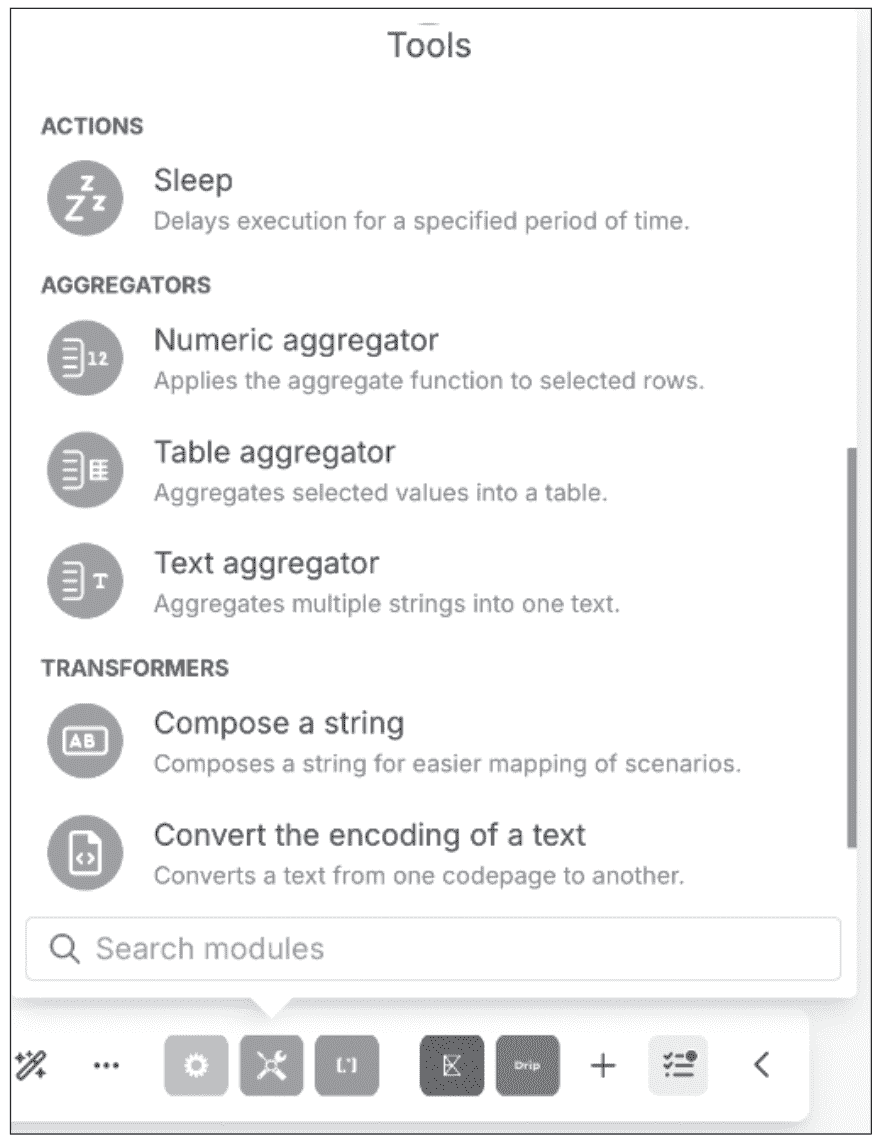 Tools
ACTIONS
Sleep
Delays execution for a specified period of time.
AGGREGATORS
12
Numeric aggregator
Applies the aggregate function to selected rows.
Table aggregator
Aggregates selected values into a table.
T
Text aggregator
Aggregates multiple strings into one text.
TRANSFORMERS
AB
Compose a string
Composes a string for easier mapping of scenarios.
Convert the encoding of a text
Converts a text from one codepage to another.
Search modules
Drip